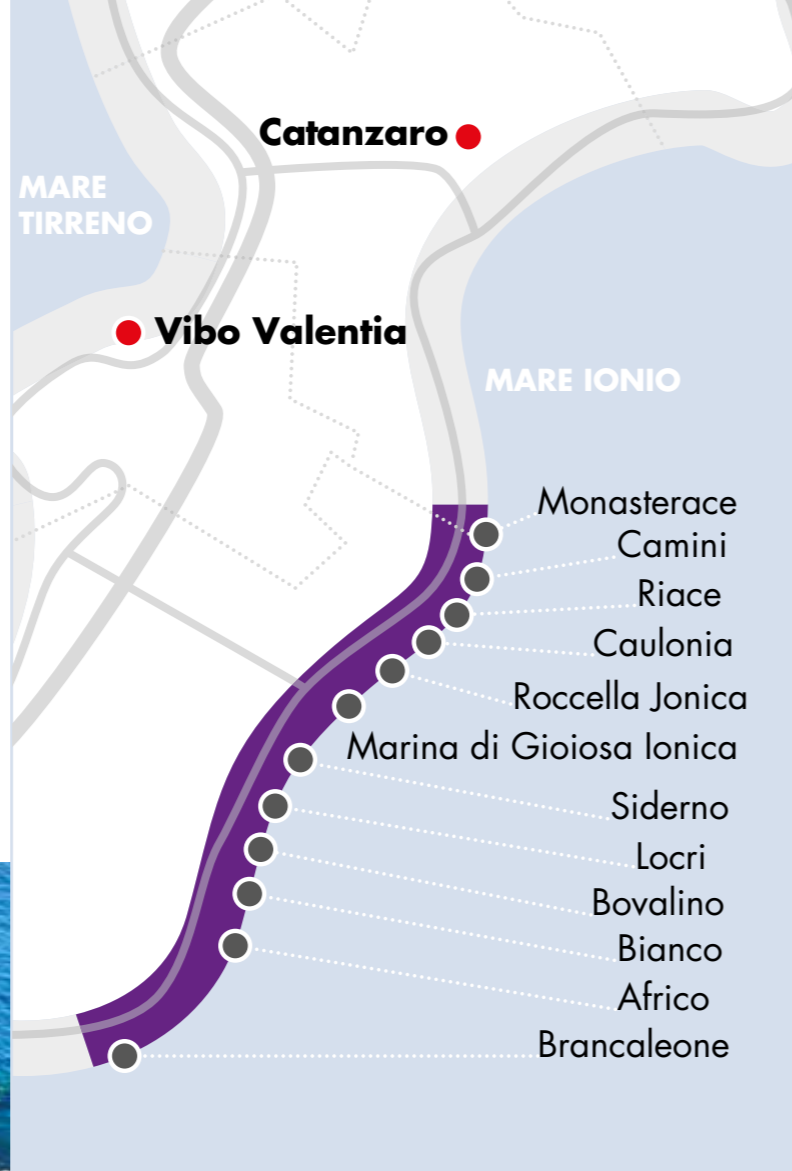 Catanzaro
MARE
TIRRENO
Vibo Valentia
MARE IONIO
Monasterace
Camini
Riace
Caulonia
Roccella Jonica
Marina di Gioiosa Ionica
Siderno
Locri
Bovalino
Bianco
Africo
Brancaleone